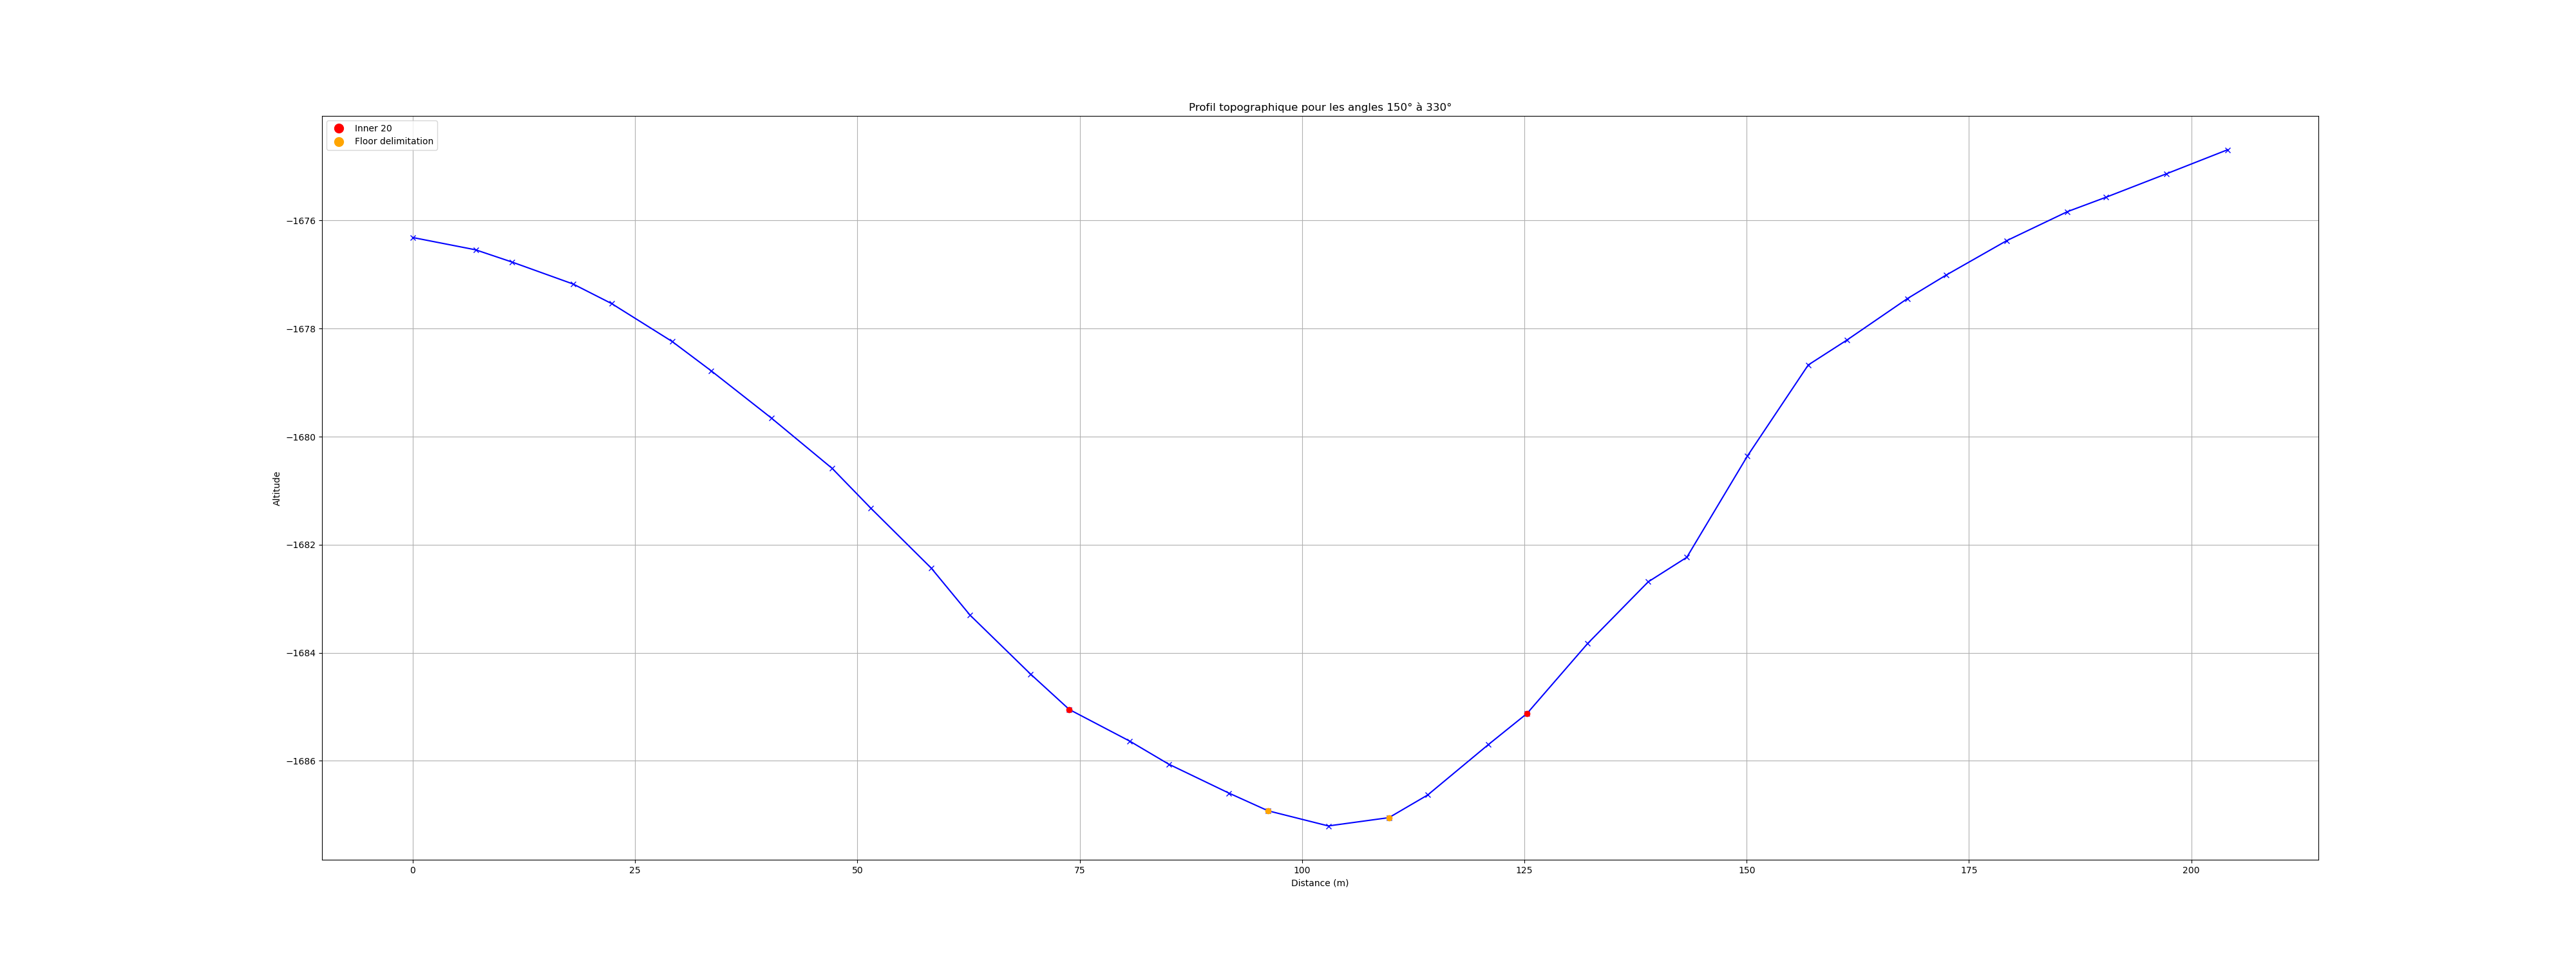 Profil topographique pour les angles 150° à 330°
Inner 20
Floor delimitation
Altitude
−1676
−1678
−1680
−1682
−1684
−1686
0 25 50 75 100 125 150 175 200
Distance (m)